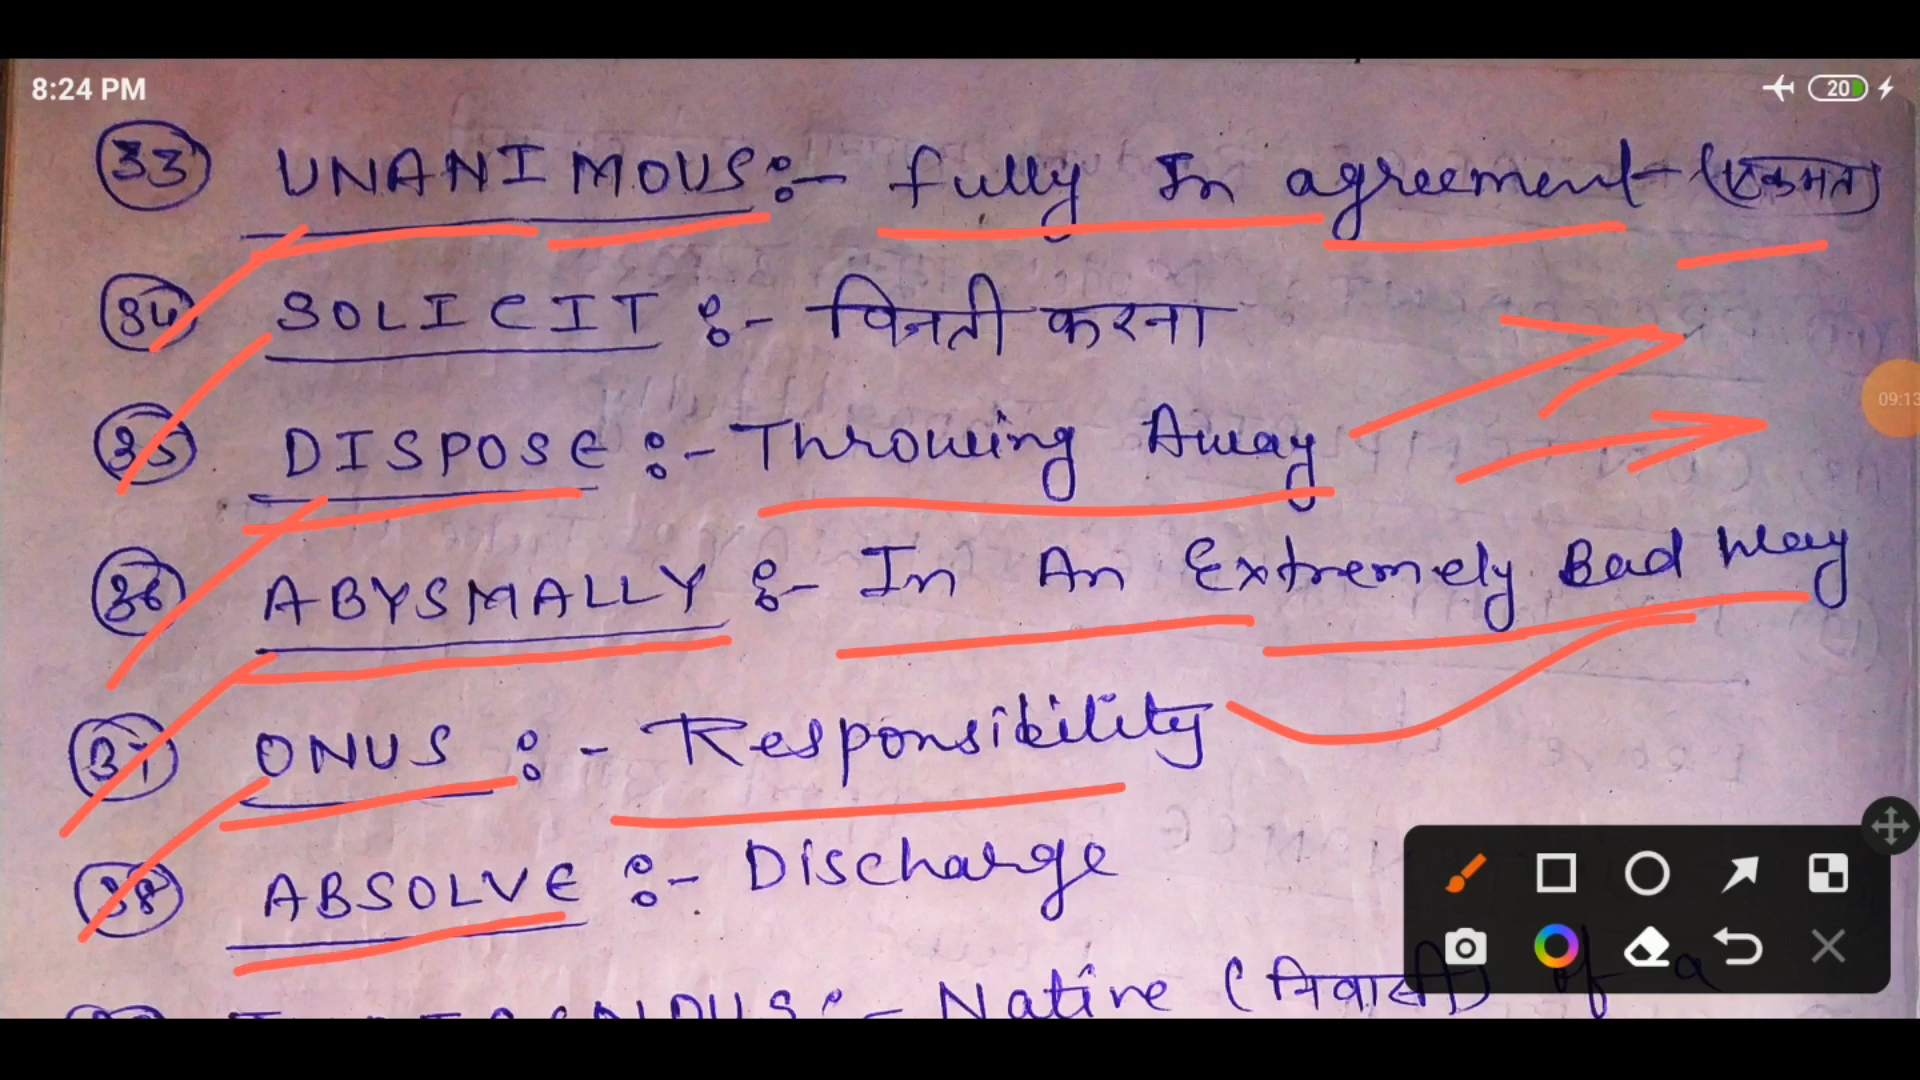 8:24 PM
20
33 UNANIMOUS :- fully In agreement - (एकमत)
34 SOLICIT :- विनती करना
35 DISPOSE :- Throwing Away
09:13
36 ABYSMALLY :- In An Extremely Bad Way
37 ONUS :- Responsibility
38 ABSOLVE :- Discharge
:- Native (निवासी) of a